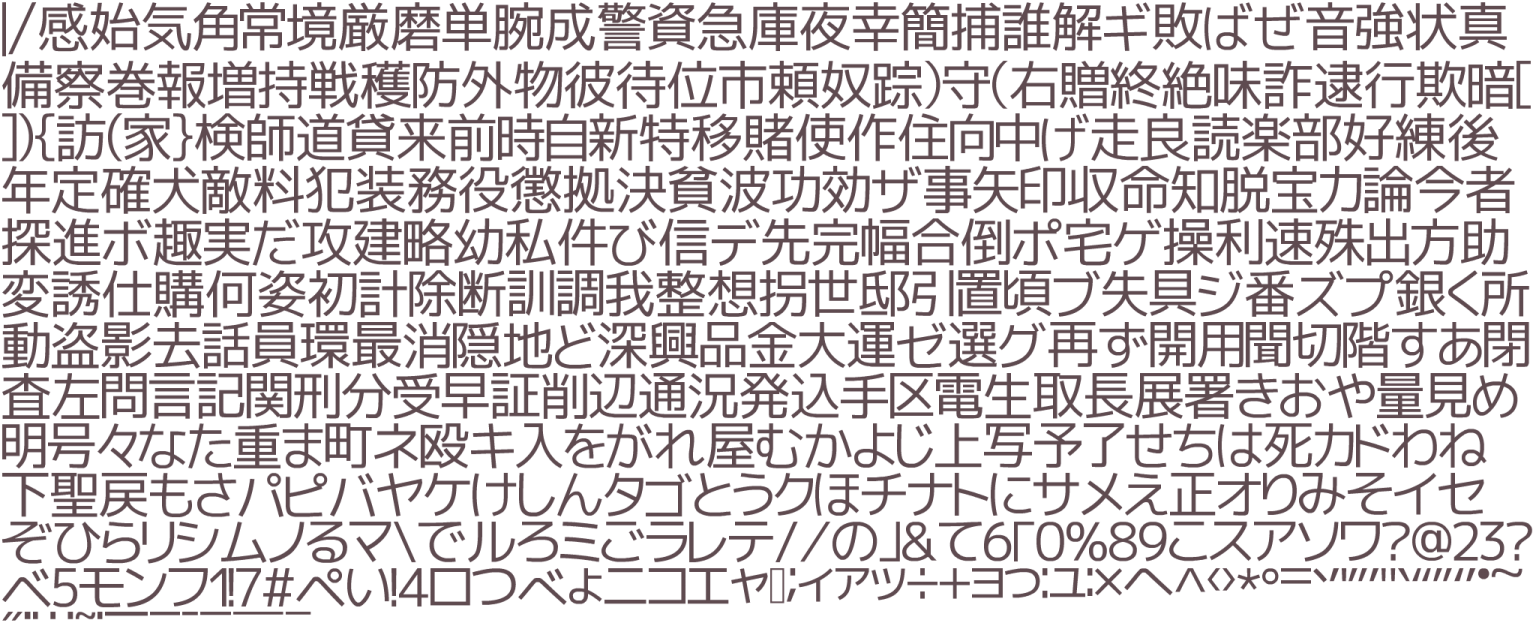 |/感始気角常境厳磨単腕成警資急庫夜幸簡捕誰解ギ敗ばぜ音強状真
備察巻報増持戦穫防外物彼待位市頼奴踪)守(右贈終絶味詐逮行欺暗[
]){訪(家}検師道貸来前時自新特移賭使作住向中げ走良読楽部好練後
年定確犬敵料犯装務役懲拠決貧波功効ザ事矢印収命知脱宝力論今者
探進ボ趣実だ攻建略幼私件び信デ先完幅合倒ポ宅ゲ操利速殊出方助
変誘仕購何姿初計除断訓調我整想拐世邸引置頃ブ失具ジ番ズプ銀く所
動盗影去話員環最消隠地ど深興品金大運ゼ選グ再ず開用聞切階すあ閉
査左問言記関刑分受早証削辺通況発込手区電生取長展署きおや量見め
明号々なた重ま町ネ殴キ入をがれ屋むかよじ上写予了せちは死カドわね
下聖戻もさパピバヤケけしんタゴとうクほチナトにサメえ正オりみそイセ
ぞひらリシムノるマ\でルろミごラレテ//の」&て6「0%89こスアソワ?@23?
べ5モンフ1!7#ぺい!4ロつベょニコエヤ;ィァッ÷+ヨっ:ユ:×へ^<>*°=